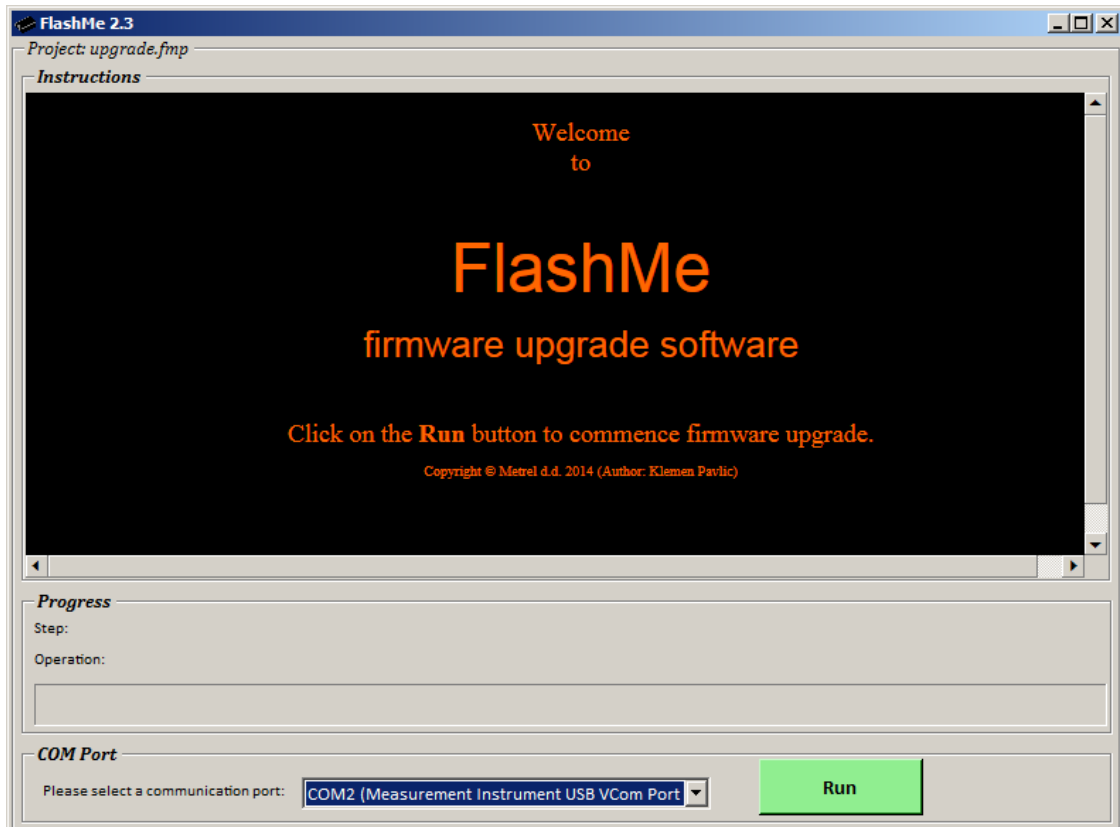 FlashMe 2.3
Project: upgrade.fmp
Instructions
Welcome
to
FlashMe
firmware upgrade software
Click on the Run button to commence firmware upgrade.
Copyright © Metrel d.d. 2014 (Author: Klemen Pavlic)
Progress
Step:
Operation:
COM Port
Please select a communication port: COM2 (Measurement Instrument USB VCom Port Run